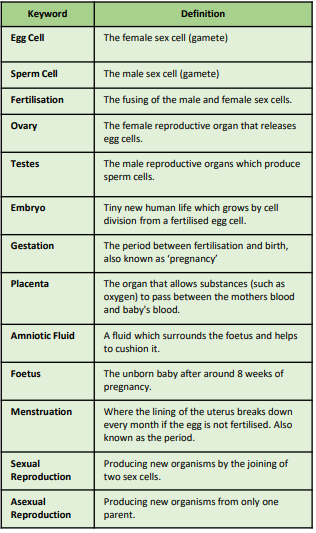 Keyword Definition
Egg Cell The female sex cell (gamete)
Sperm Cell The male sex cell (gamete)
Fertilisation The fusing of the male and female sex cells.
Ovary The female reproductive organ that releases
egg cells.
Testes The male reproductive organs which produce
sperm cells.
Embryo Tiny new human life which grows by cell
division from a fertilised egg cell.
Gestation The period between fertilisation and birth,
also known as ‘pregnancy’
Placenta The organ that allows substances (such as
oxygen) to pass between the mothers blood
and baby's blood.
Amniotic Fluid A fluid which surrounds the foetus and helps
to cushion it.
Foetus The unborn baby after around 8 weeks of
pregnancy.
Menstruation Where the lining of the uterus breaks down
every month if the egg is not fertilised. Also
known as the period.
Sexual Producing new organisms by the joining of
Reproduction two sex cells.
Asexual Producing new organisms from only one
Reproduction parent.